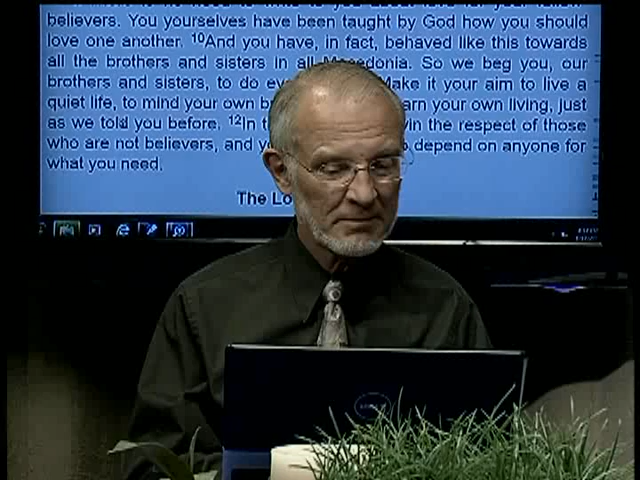 believers. You yourselves have been taught by God how you should
love one another. ¹⁰And you have, in fact, behaved like this towards
all the brothers and sisters in all Macedonia. So we beg you, our
brothers and sisters, to do Make it your aim to live a
quiet life, to mind your own own living, just
as we told you before. ¹²In the respect of those
who are not believers, and depend on anyone for
what you need.
The
DELL